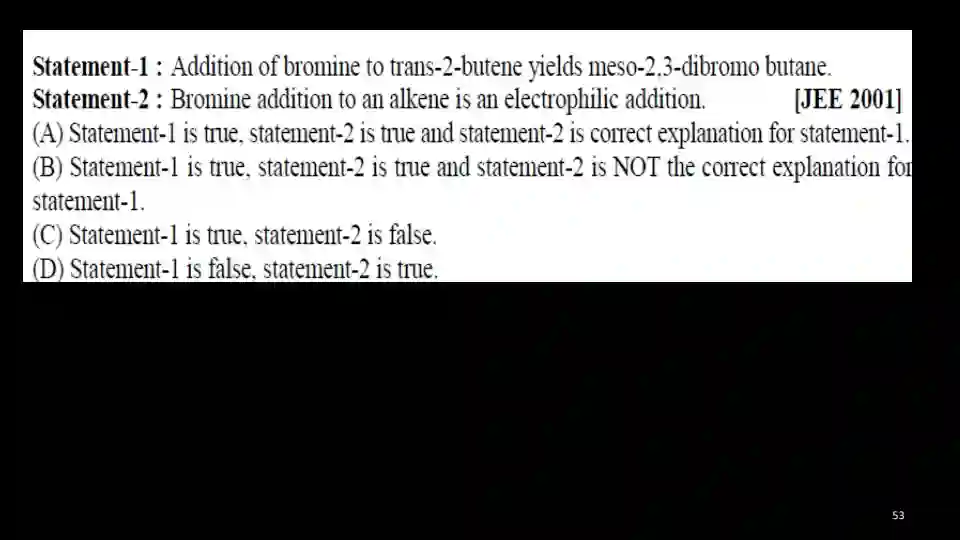 Statement-1 : Addition of bromine to trans-2-butene yields meso-2,3-dibromo butane.
Statement-2 : Bromine addition to an alkene is an electrophilic addition. [JEE 2001]
(A) Statement-1 is true, statement-2 is true and statement-2 is correct explanation for statement-1.
(B) Statement-1 is true, statement-2 is true and statement-2 is NOT the correct explanation for
statement-1.
(C) Statement-1 is true, statement-2 is false.
(D) Statement-1 is false, statement-2 is true.
53